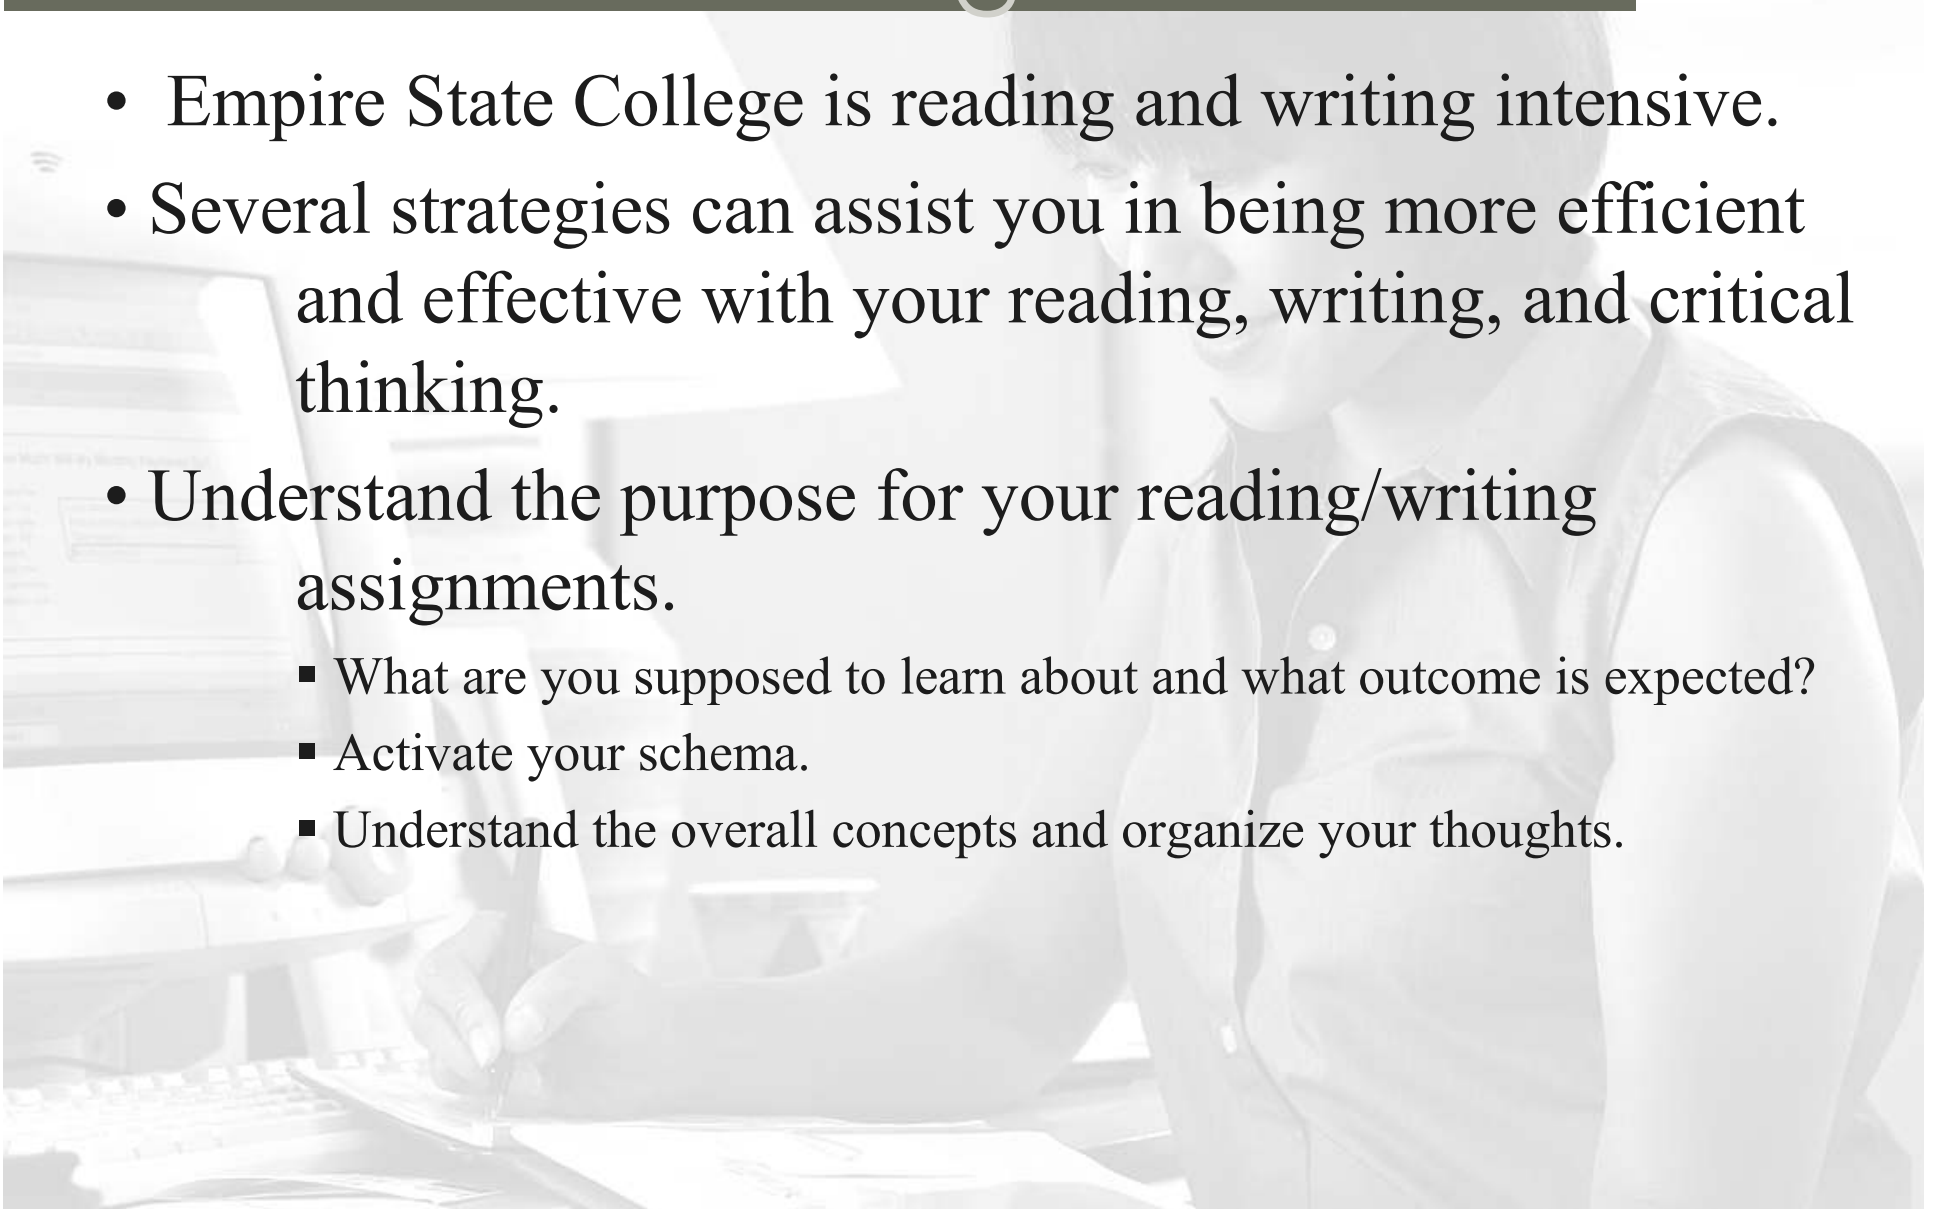 • Empire State College is reading and writing intensive.
• Several strategies can assist you in being more efficient
and effective with your reading, writing, and critical
thinking.
• Understand the purpose for your reading/writing
assignments.
▪ What are you supposed to learn about and what outcome is expected?
▪ Activate your schema.
▪ Understand the overall concepts and organize your thoughts.